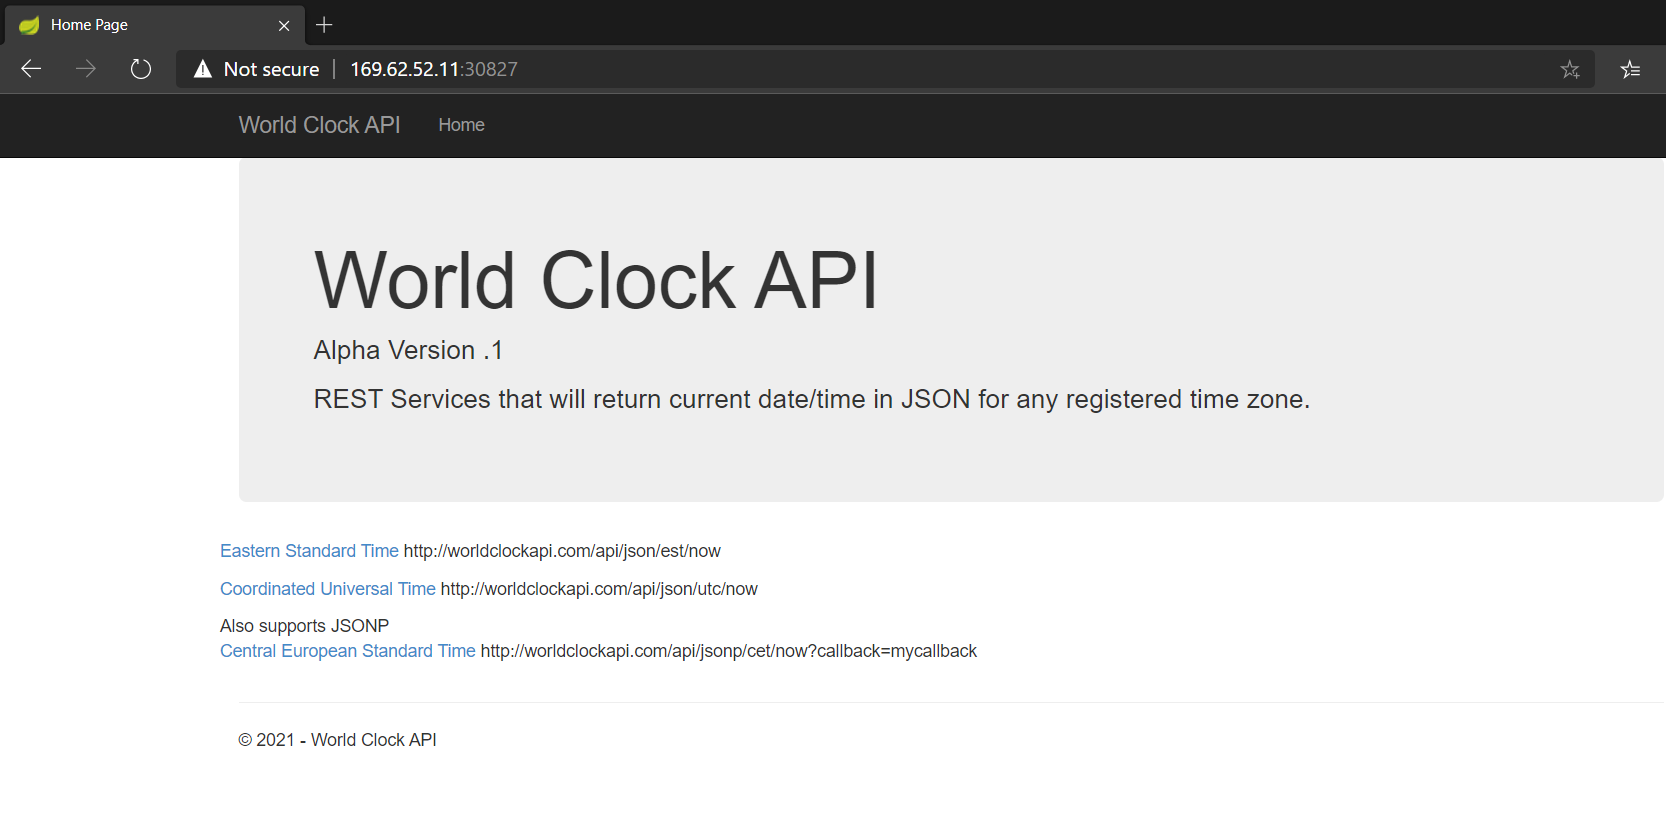 Home Page
Not secure | 169.62.52.11:30827
World Clock API Home
World Clock API
Alpha Version .1
REST Services that will return current date/time in JSON for any registered time zone.
Eastern Standard Time http://worldclockapi.com/api/json/est/now
Coordinated Universal Time http://worldclockapi.com/api/json/utc/now
Also supports JSONP
Central European Standard Time http://worldclockapi.com/api/jsonp/cet/now?callback=mycallback
© 2021 - World Clock API